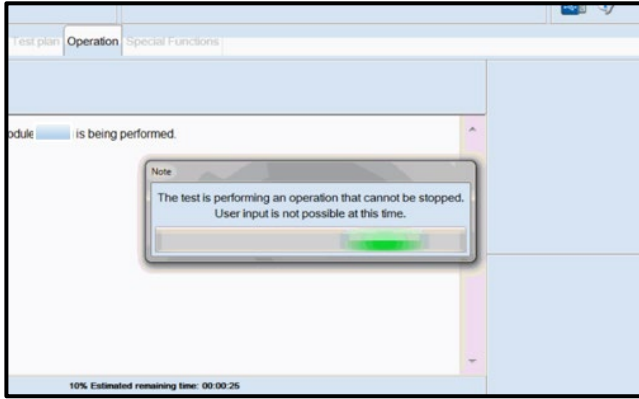 Test plan Operation Special Functions
odule is being performed.
Note
The test is performing an operation that cannot be stopped.
User input is not possible at this time.
10% Estimated remaining time: 00:00:25